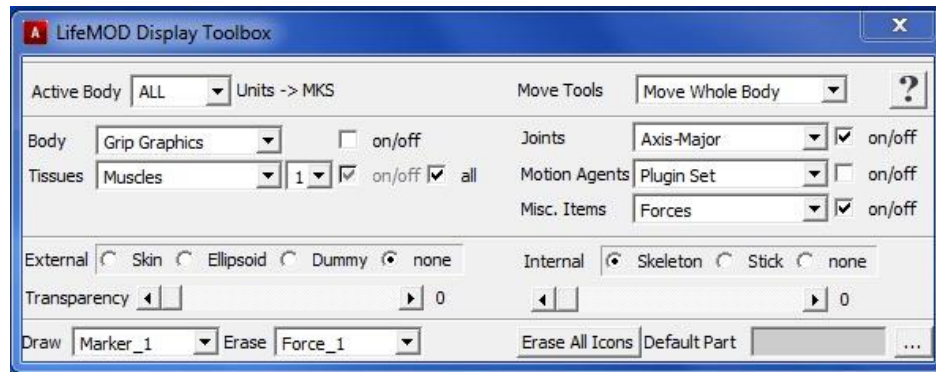 A LifeMOD Display Toolbox X
Active Body ALL Units -> MKS Move Tools Move Whole Body ?
Body Grip Graphics on/off Joints Axis-Major on/off
Tissues Muscles 1 on/off all Motion Agents Plugin Set on/off
Misc. Items Forces on/off
External Skin Ellipsoid Dummy none Internal Skeleton Stick none
Transparency 0 0
Draw Marker_1 Erase Force_1 Erase All Icons Default Part ...